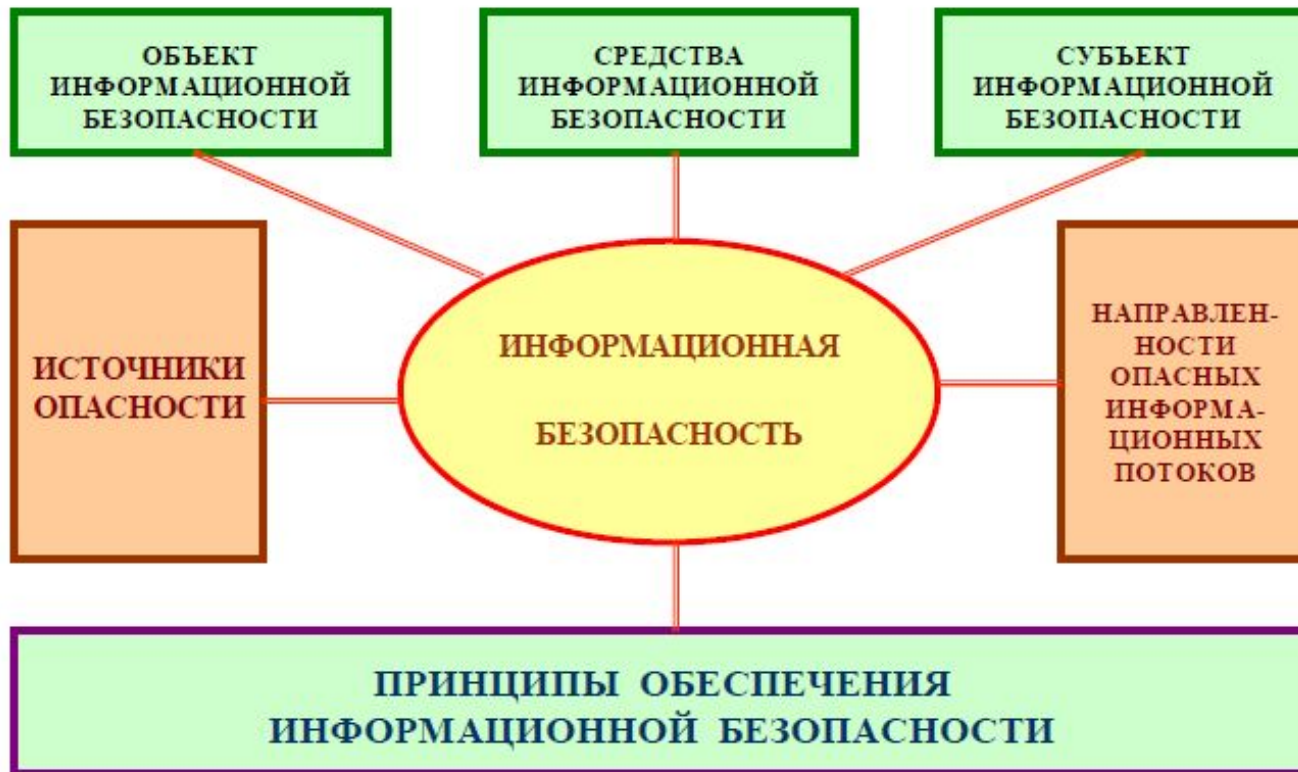 ОБЪЕКТ
ИНФОРМАЦИОННОЙ
БЕЗОПАСНОСТИ
СРЕДСТВА
ИНФОРМАЦИОННОЙ
БЕЗОПАСНОСТИ
СУБЪЕКТ
ИНФОРМАЦИОННОЙ
БЕЗОПАСНОСТИ
ИСТОЧНИКИ
ОПАСНОСТИ
ИНФОРМАЦИОННАЯ
БЕЗОПАСНОСТЬ
НАПРАВЛЕН-
НОСТИ
ОПАСНЫХ
ИНФОРМА-
ЦИОННЫХ
ПОТОКОВ
ПРИНЦИПЫ ОБЕСПЕЧЕНИЯ
ИНФОРМАЦИОННОЙ БЕЗОПАСНОСТИ